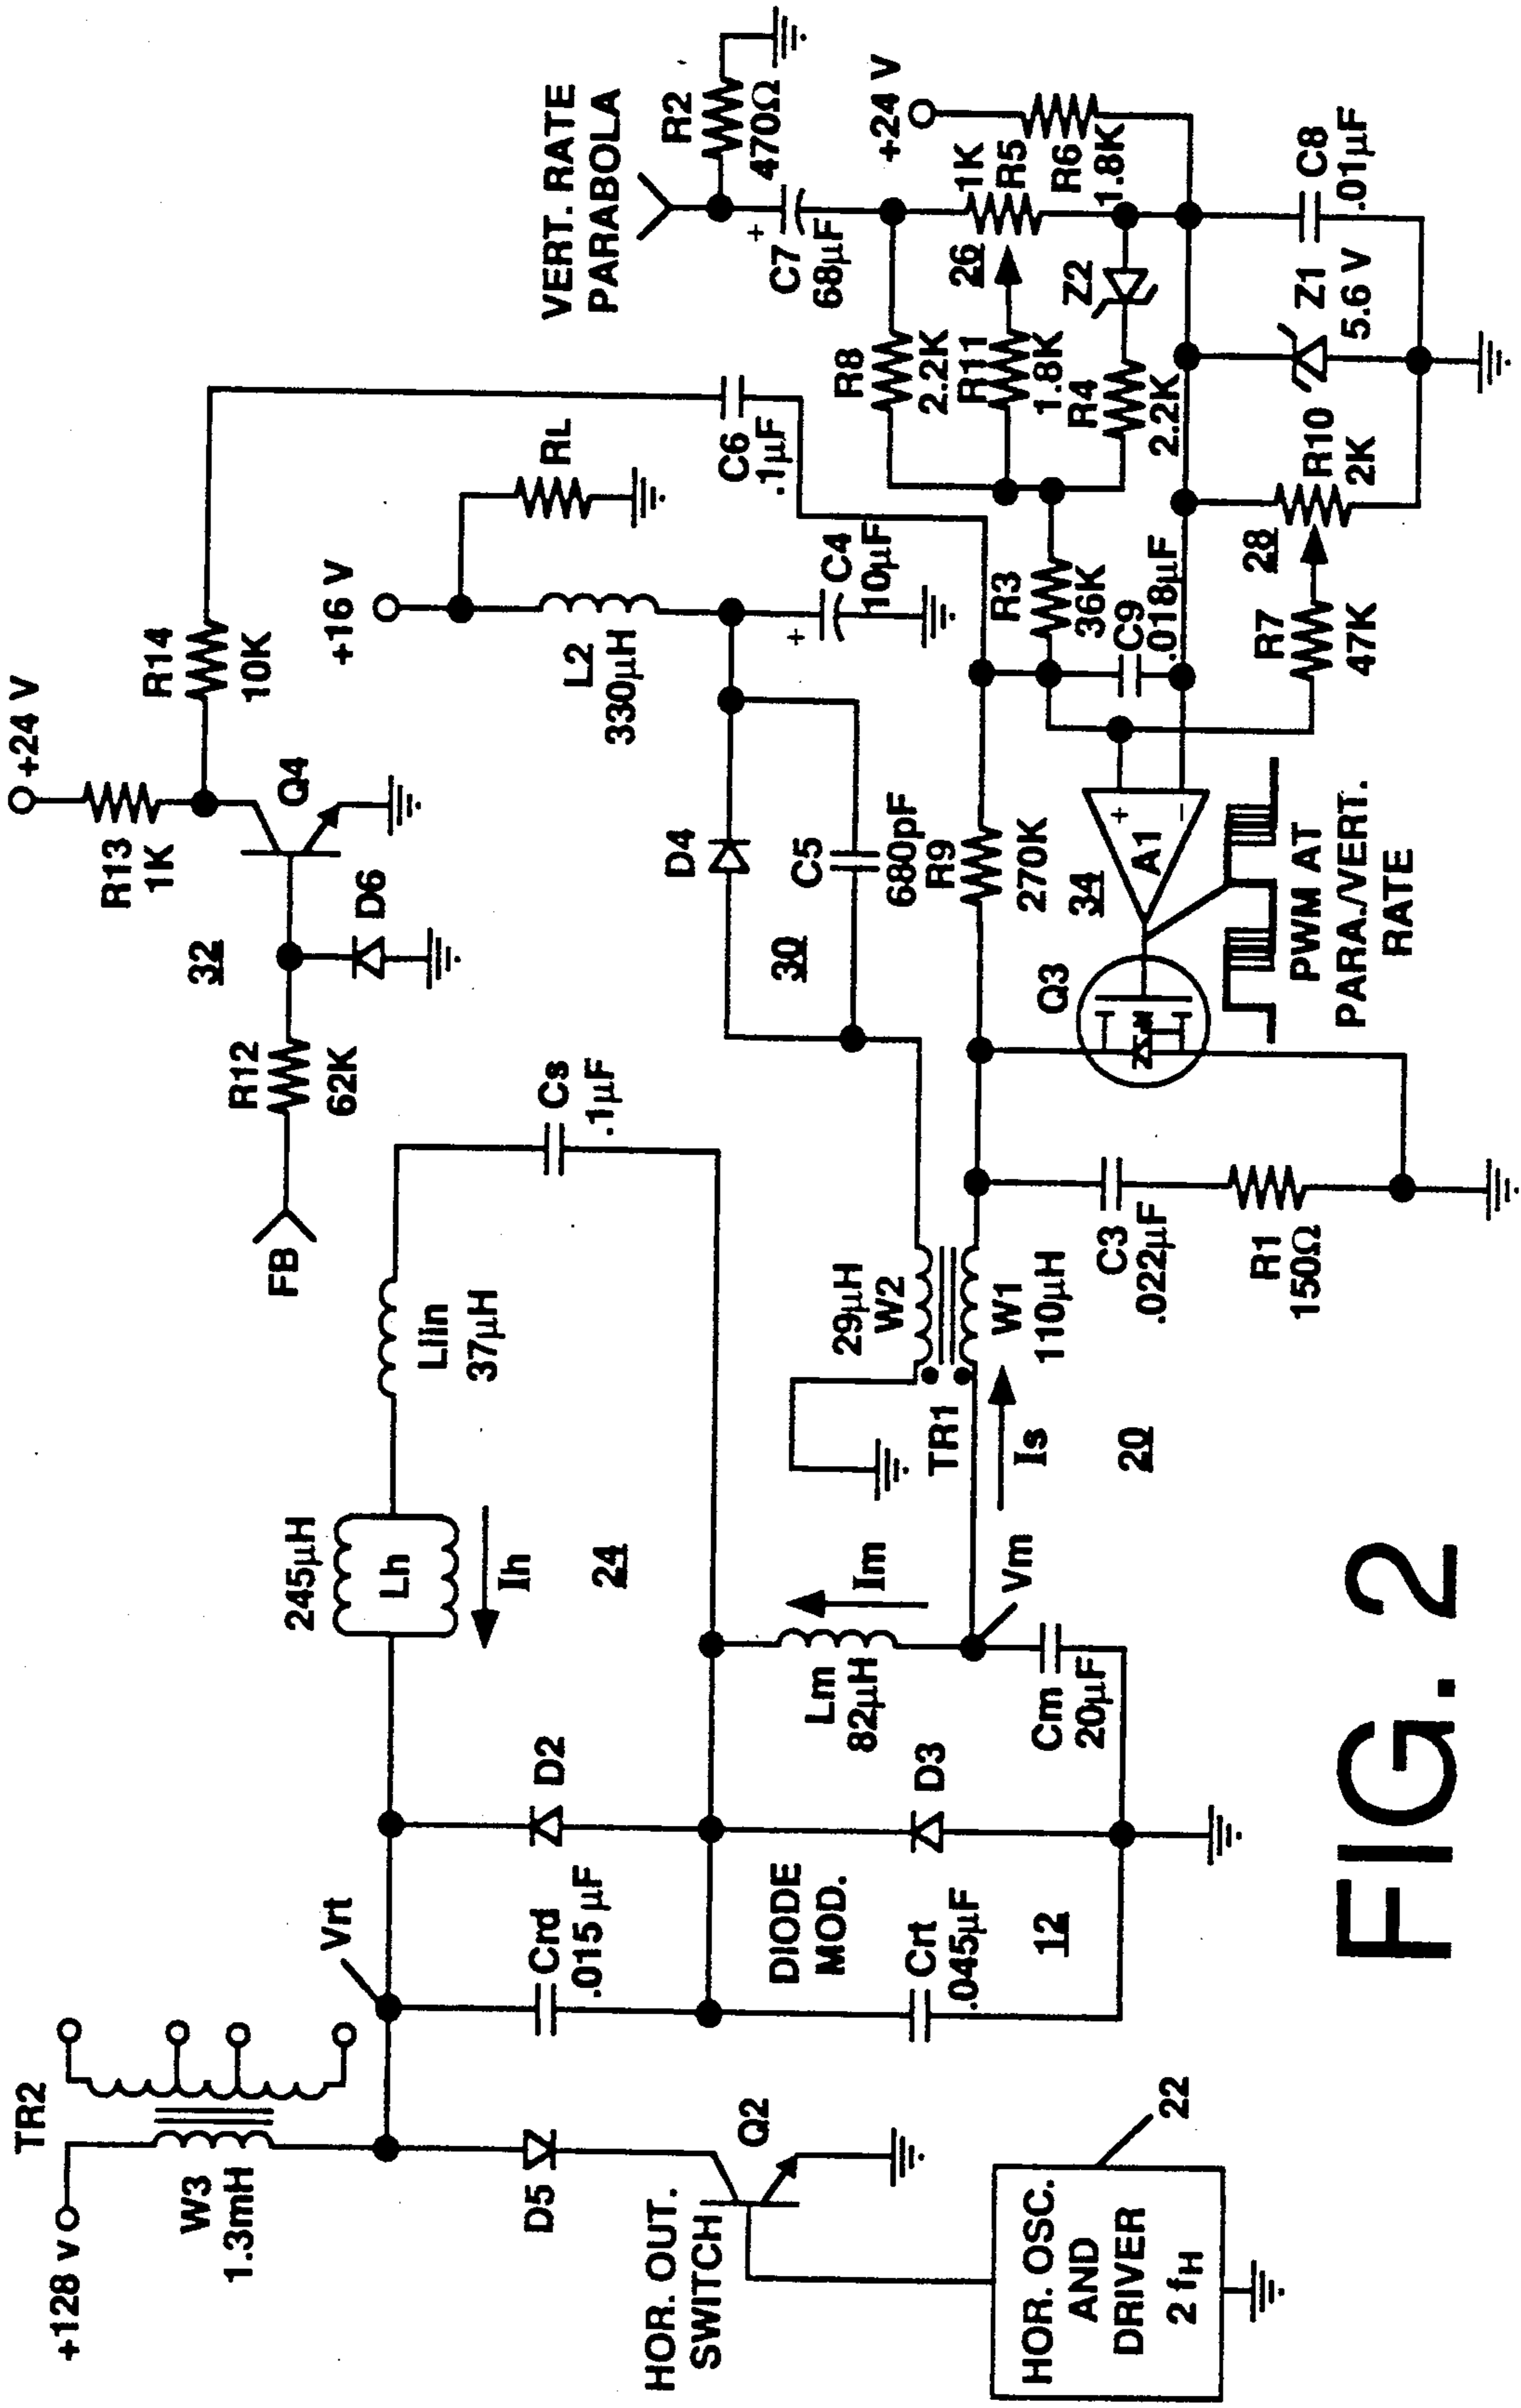 +128 v
TR2
W3
1.3mH
Vrt
D5
HOR. OUT.
SWITCH
Q2
HOR. OSC.
AND
DRIVER
2 fH
22
Crd
.015 µF
D2
DIODE
MOD.
Crt
.045µF
D3
12
245µH
Lh
Ih
24
Llin
37µH
Cs
.1µF
Lm
82µH
Im
Cm
20µF
Vm
Is
20
TR1
29µH
W2
W1
110µH
C3
.022µF
R1
150Ω
FB
R12
62K
32
D6
R13
1K
+24 V
Q4
R14
10K
+16 V
RL
L2
330µH
C4
10µF
+
D4
30
C5
680pF
R9
270K
Q3
34
A1
+
−
PWM AT
PARA./VERT.
RATE
C6
.1µF
R3
36K
C9
.018µF
R7
47K
28
R10
2K
Z1
5.6 V
C8
.01µF
VERT. RATE
PARABOLA
R2
470Ω
+
C7
68µF
R8
2.2K
R11
1.8K
R4
2.2K
26
1K
R5
Z2
+24 V
R6
1.8K
FIG. 2